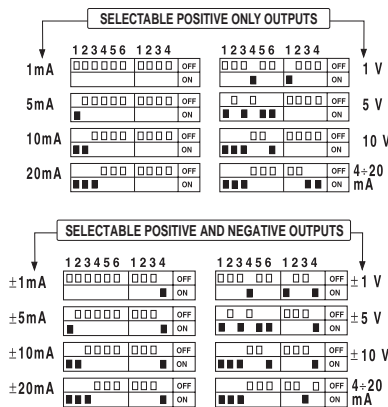 SELECTABLE POSITIVE ONLY OUTPUTS
1 2 3 4 5 6 1 2 3 4 1 2 3 4 5 6 1 2 3 4
1mA OFF OFF 1 V
ON ON
5mA OFF OFF 5 V
ON ON
10mA OFF OFF 10 V
ON ON
20mA OFF OFF 4÷20
ON ON mA
SELECTABLE POSITIVE AND NEGATIVE OUTPUTS
1 2 3 4 5 6 1 2 3 4 1 2 3 4 5 6 1 2 3 4
±1mA OFF OFF ±1 V
ON ON
±5mA OFF OFF ±5 V
ON ON
±10mA OFF OFF ±10 V
ON ON
±20mA OFF OFF 4÷20
ON ON mA